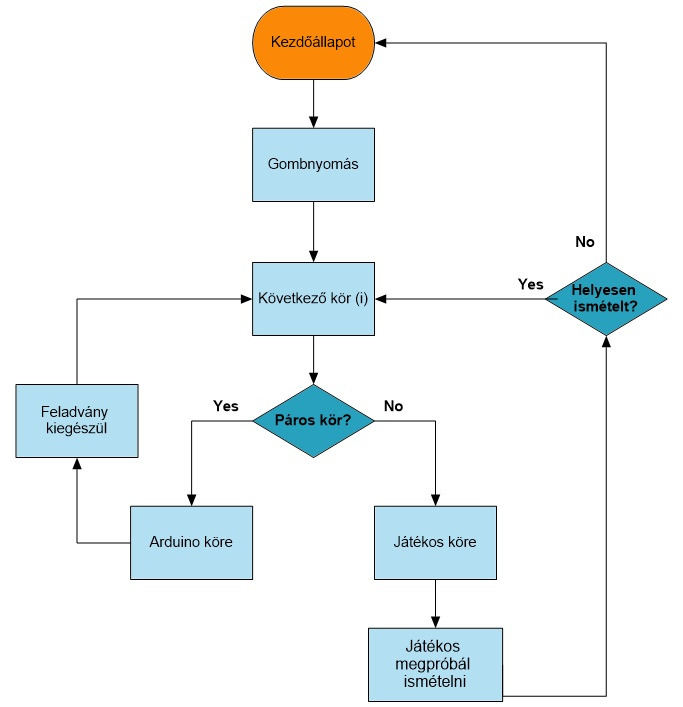 Kezdőállapot
Gombnyomás
No
Yes
Helyesen
ismételt?
Következő kör (i)
Feladvány
kiegészül
Yes
Páros kör?
No
Arduino köre
Játékos köre
Játékos
megpróbál
ismételni